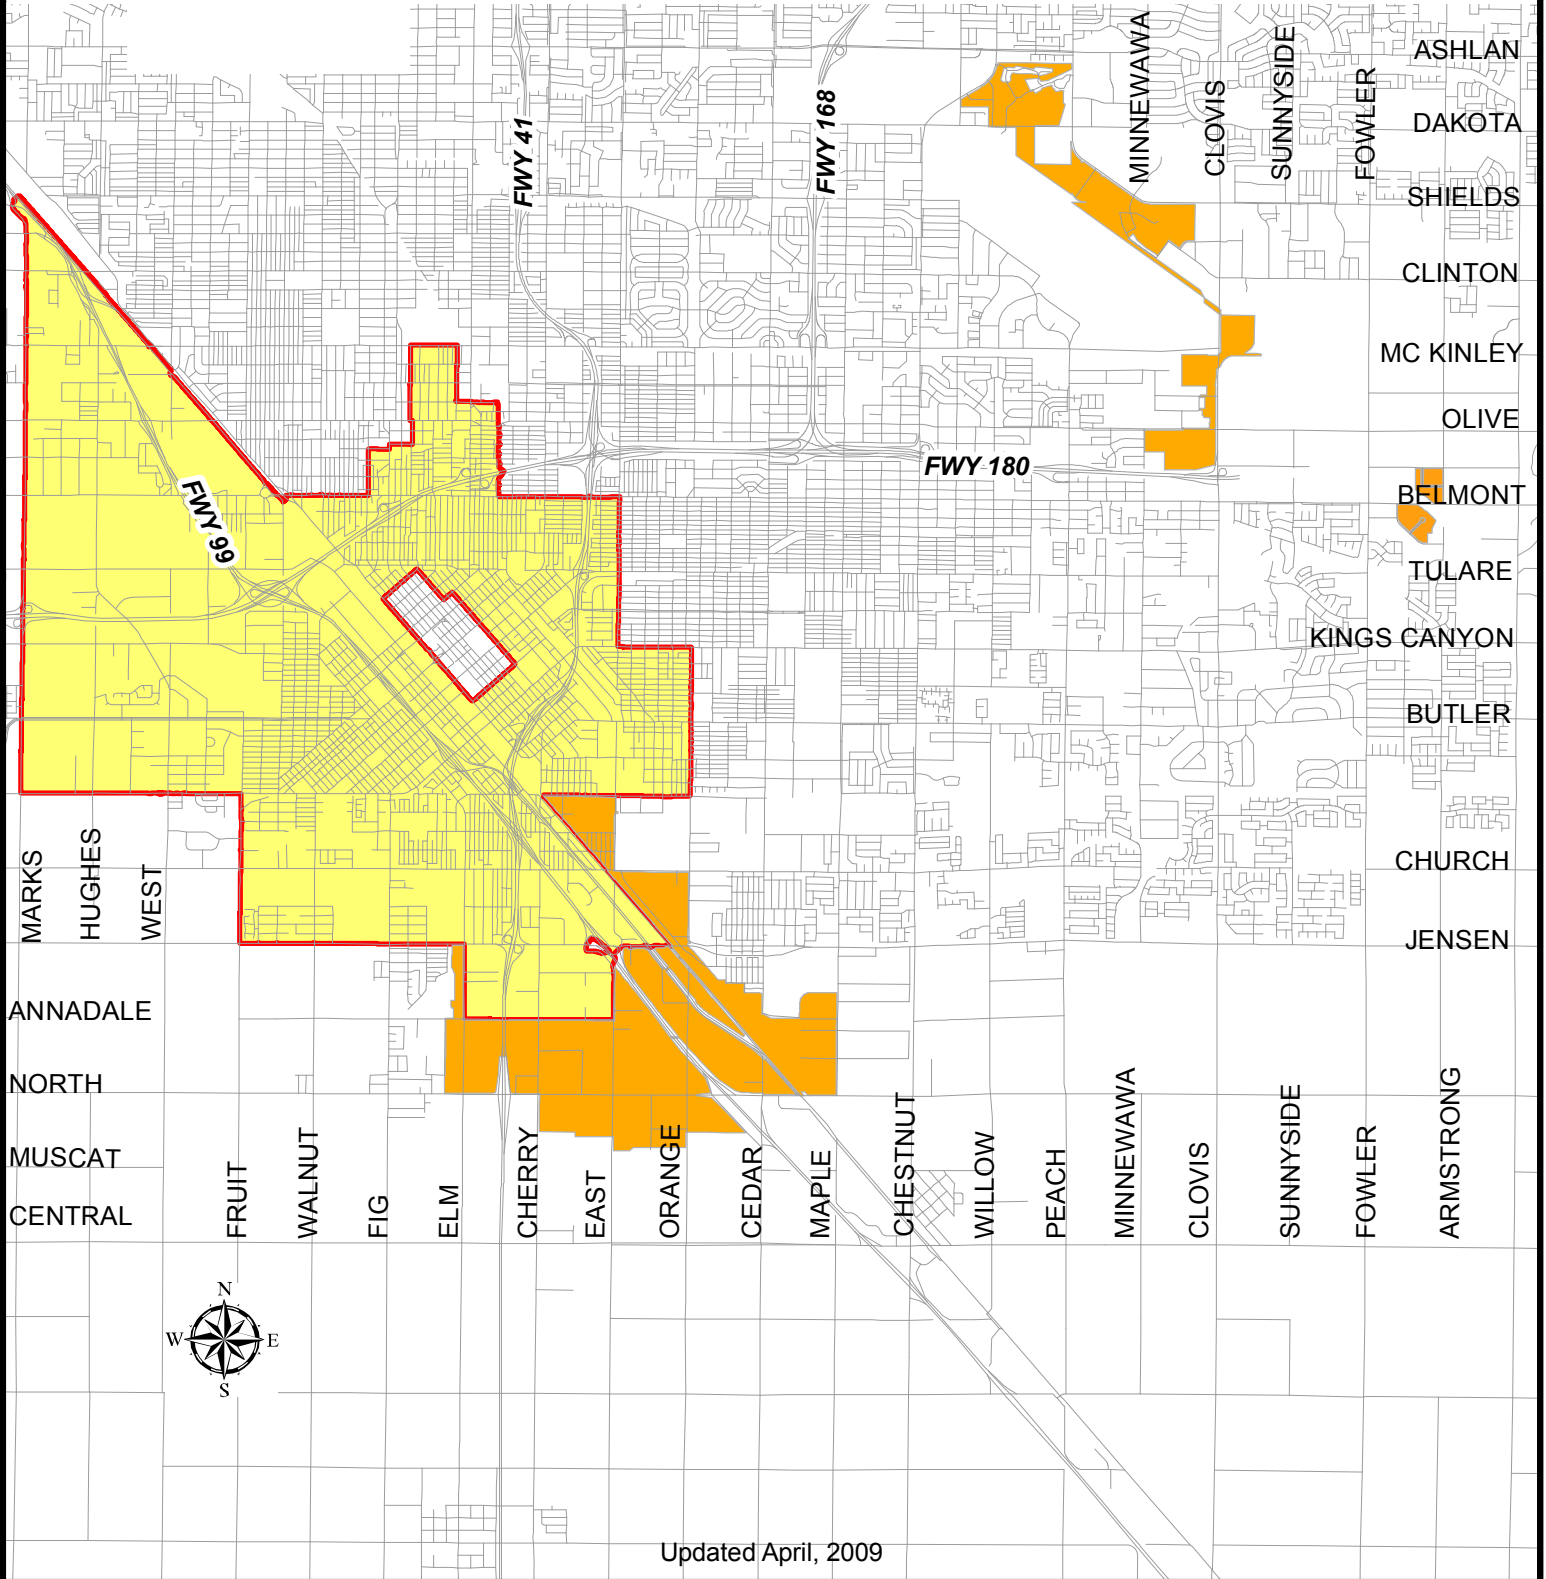 MINNEWAWA
CLOVIS
SUNNYSIDE
FOWLER
ASHLAN
DAKOTA
SHIELDS
CLINTON
MC KINLEY
OLIVE
BELMONT
TULARE
KINGS CANYON
BUTLER
CHURCH
JENSEN
FWY 41
FWY 168
FWY 180
FWY 99
MARKS
HUGHES
WEST
ANNADALE
NORTH
MUSCAT
CENTRAL
FRUIT
WALNUT
FIG
ELM
CHERRY
EAST
ORANGE
CEDAR
MAPLE
CHESTNUT
WILLOW
PEACH
MINNEWAWA
CLOVIS
SUNNYSIDE
FOWLER
ARMSTRONG
N
W E
S
Updated April, 2009